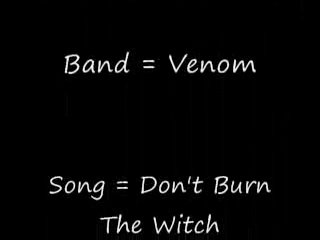 Band = Venom
Song = Don't Burn
The Witch